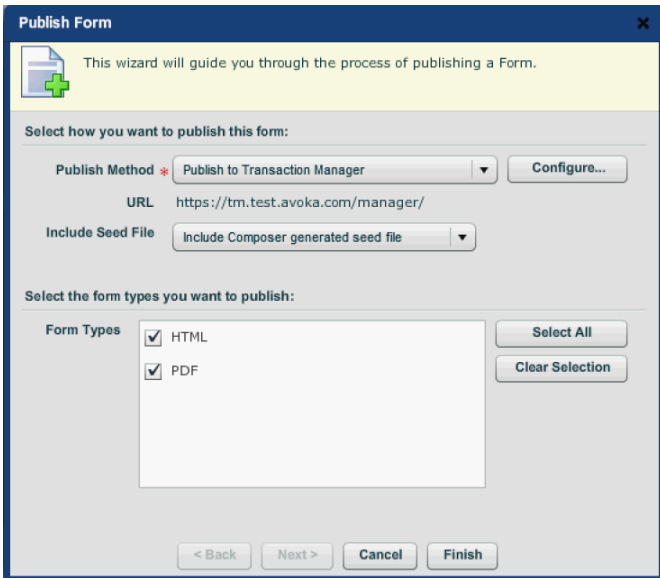 Publish Form
This wizard will guide you through the process of publishing a Form.
Select how you want to publish this form:
Publish Method * Publish to Transaction Manager Configure...
URL https://tm.test.avoka.com/manager/
Include Seed File Include Composer generated seed file
Select the form types you want to publish:
Form Types HTML Select All
PDF Clear Selection
< Back Next > Cancel Finish